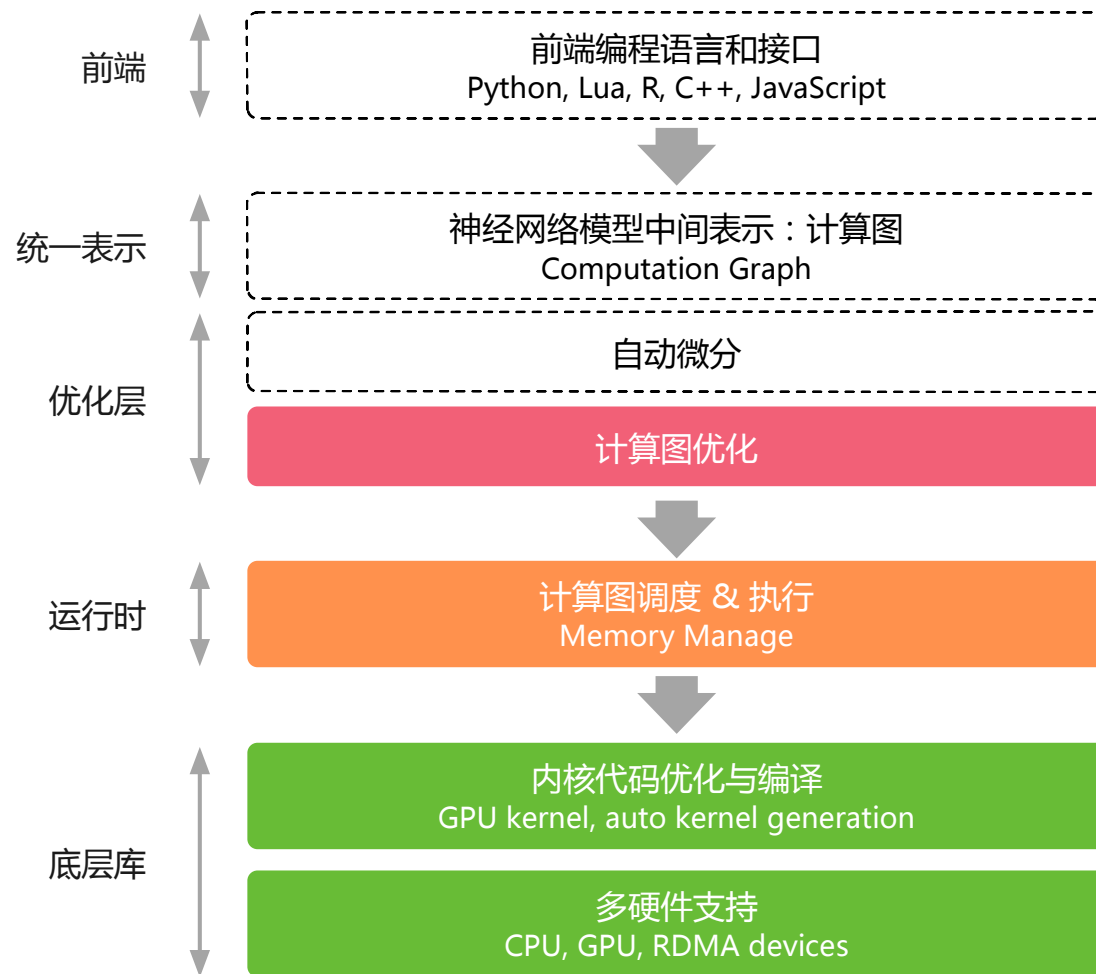 前端
前端编程语言和接口
Python, Lua, R, C++, JavaScript
统一表示
神经网络模型中间表示：计算图
Computation Graph
优化层
自动微分
计算图优化
运行时
计算图调度 & 执行
Memory Manage
底层库
内核代码优化与编译
GPU kernel, auto kernel generation
多硬件支持
CPU, GPU, RDMA devices